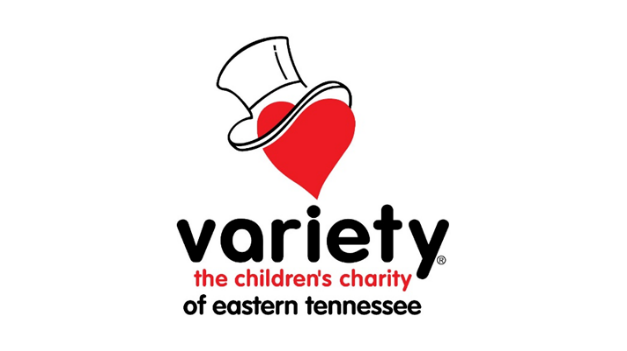 variety®
the children's charity
of eastern tennessee